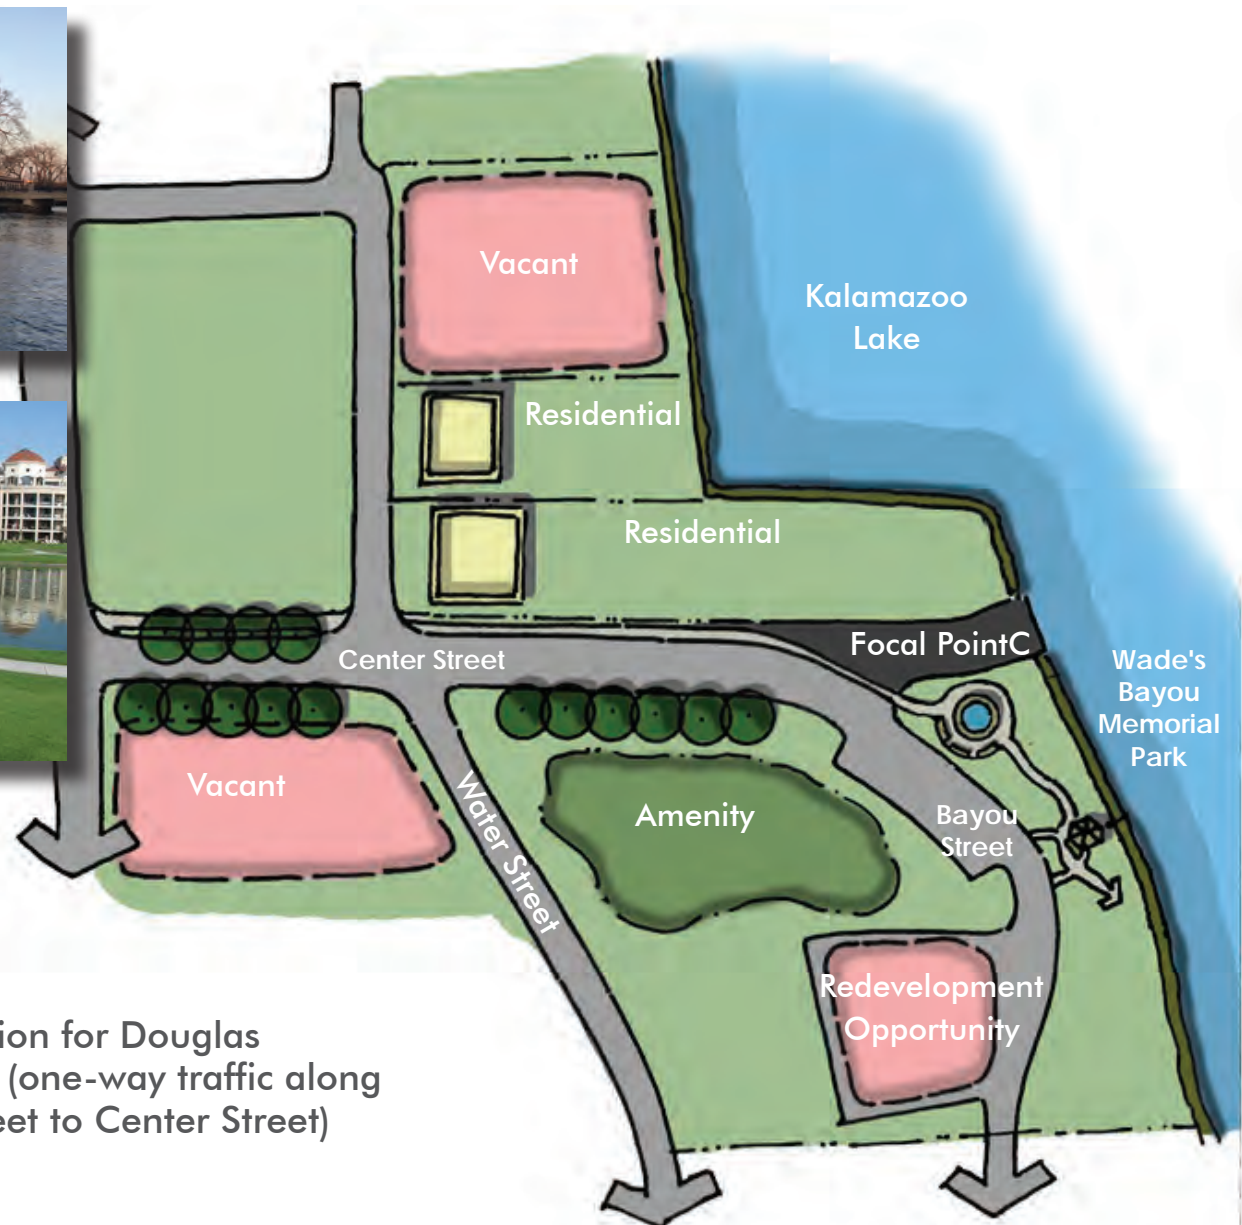 Vacant
Kalamazoo
Lake
Residential
Residential
Focal PointC
Center Street
Wade's
Bayou
Memorial
Park
Vacant
Water Street
Amenity
Bayou
Street
Redevelopment
Opportunity
ion for Douglas
(one-way traffic along
eet to Center Street)